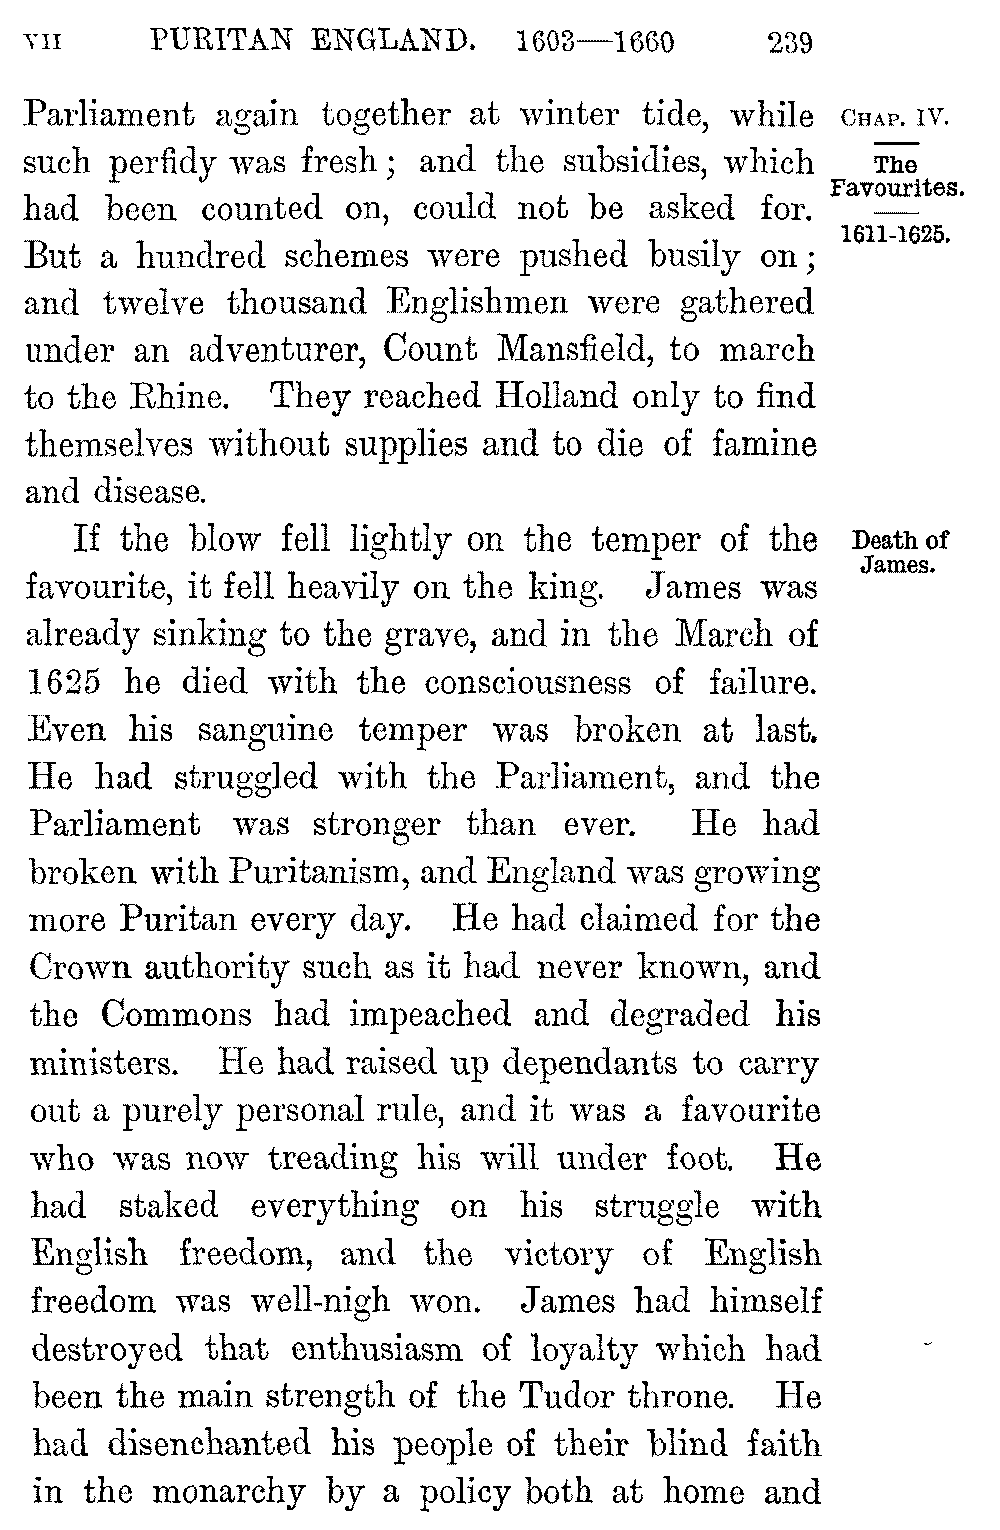 VII PURITAN ENGLAND. 1603—1660 239
Parliament again together at winter tide, while
such perfidy was fresh; and the subsidies, which
had been counted on, could not be asked for.
But a hundred schemes were pushed busily on;
and twelve thousand Englishmen were gathered
under an adventurer, Count Mansfield, to march
to the Rhine. They reached Holland only to find
themselves without supplies and to die of famine
and disease.
If the blow fell lightly on the temper of the
favourite, it fell heavily on the king. James was
already sinking to the grave, and in the March of
1625 he died with the consciousness of failure.
Even his sanguine temper was broken at last.
He had struggled with the Parliament, and the
Parliament was stronger than ever. He had
broken with Puritanism, and England was growing
more Puritan every day. He had claimed for the
Crown authority such as it had never known, and
the Commons had impeached and degraded his
ministers. He had raised up dependants to carry
out a purely personal rule, and it was a favourite
who was now treading his will under foot. He
had staked everything on his struggle with
English freedom, and the victory of English
freedom was well-nigh won. James had himself
destroyed that enthusiasm of loyalty which had
been the main strength of the Tudor throne. He
had disenchanted his people of their blind faith
in the monarchy by a policy both at home and
CHAP. IV.
The
Favourites.
1611-1625.
Death of
James.